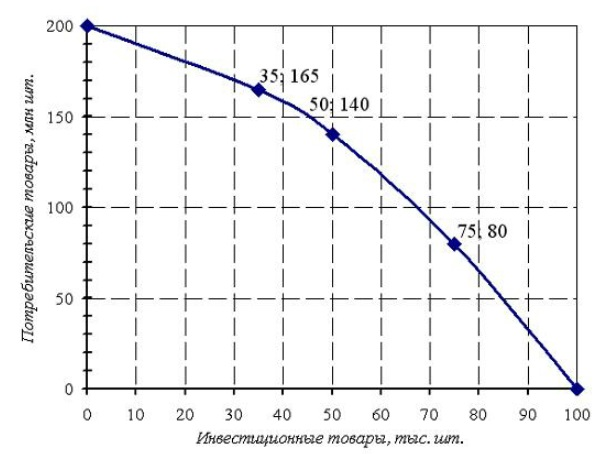 200
35; 165
50; 140
150
100
75; 80
50
0
0 10 20 30 40 50 60 70 80 90 100
Потребительские товары, млн шт.
Инвестиционные товары, тыс. шт.